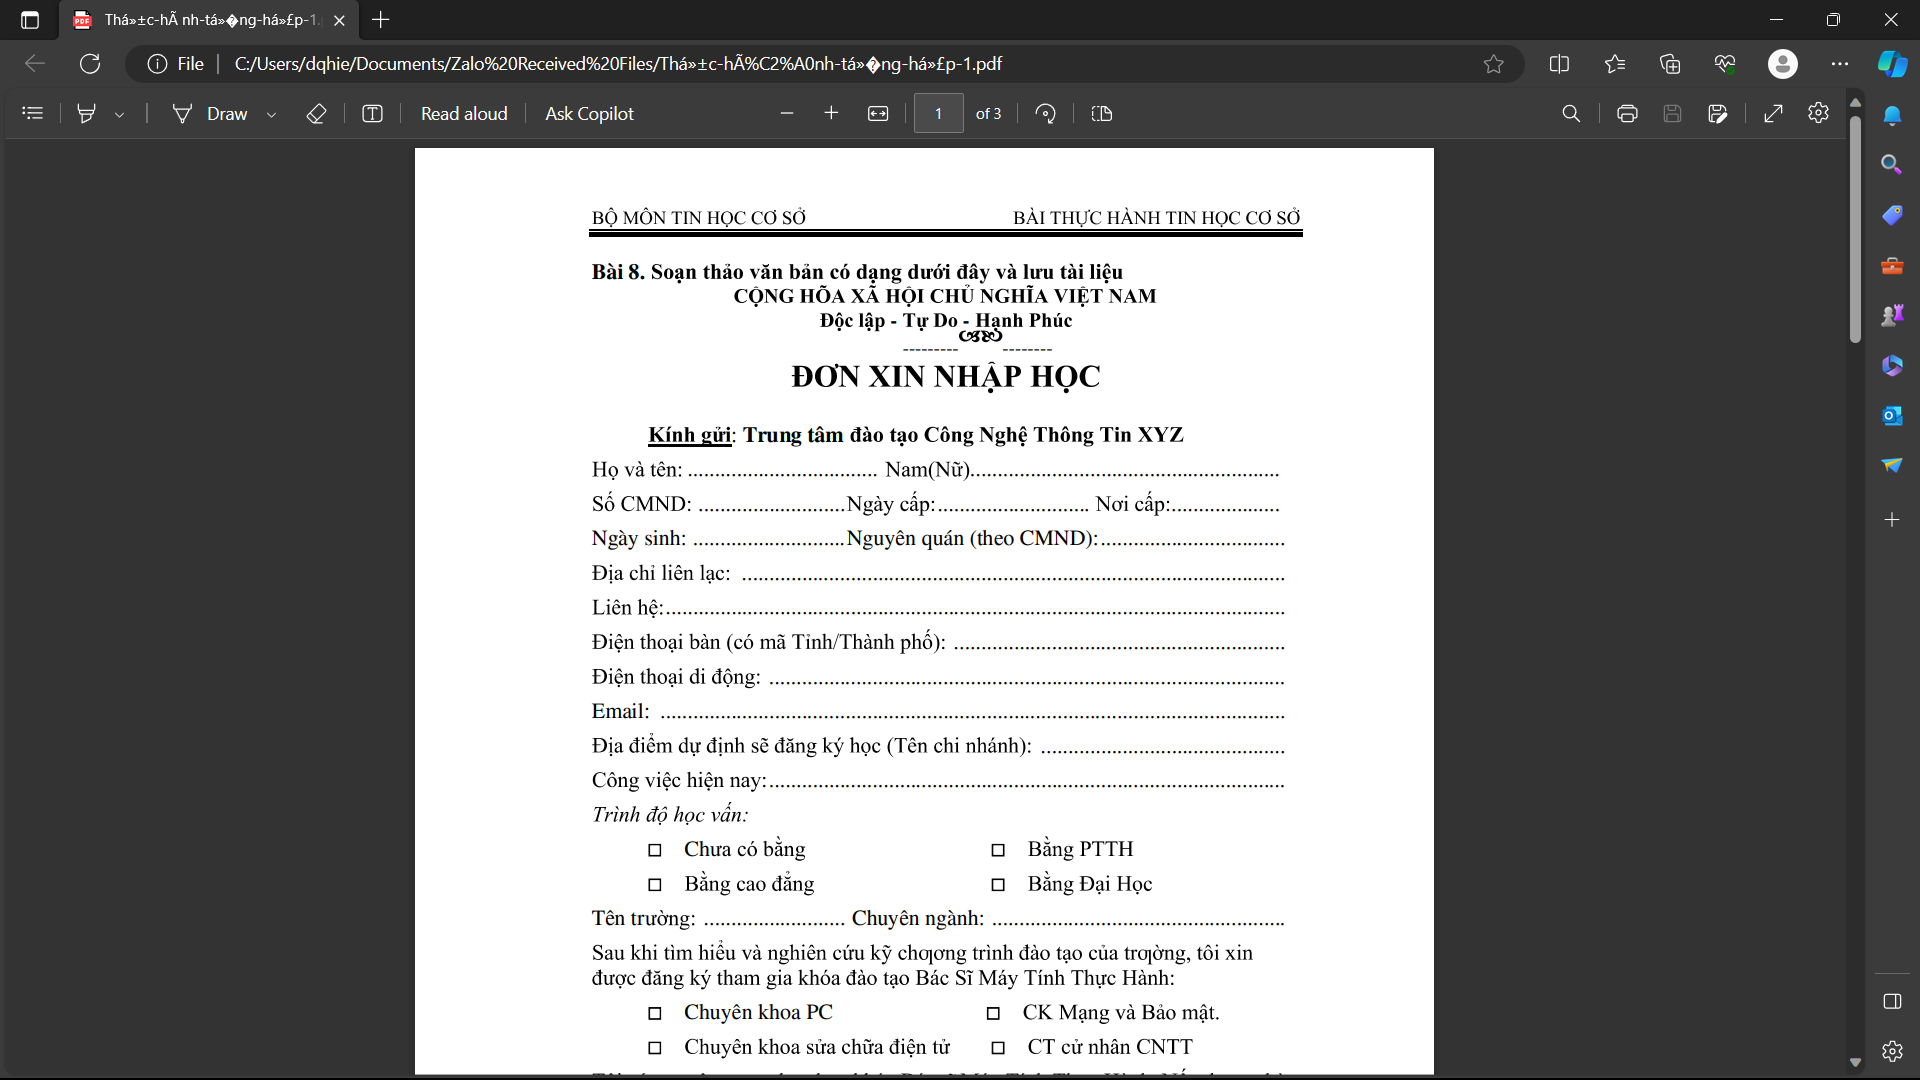 Thá»±c-hÃ nh-tá»�ng-há»£p-1.
File
C:/Users/dqhie/Documents/Zalo%20Received%20Files/Thá»±c-hÃ%C2%A0nh-tá»�ng-há»£p-1.pdf
Draw
Read aloud
Ask Copilot
1
of 3
BỘ MÔN TIN HỌC CƠ SỞ
BÀI THỰC HÀNH TIN HỌC CƠ SỞ
Bài 8. Soạn thảo văn bản có dạng dưới đây và lưu tài liệu
CỘNG HÕA XÃ HỘI CHỦ NGHĨA VIỆT NAM
Độc lập - Tự Do - Hạnh Phúc
---------
--------
ĐƠN XIN NHẬP HỌC
Kính gửi: Trung tâm đào tạo Công Nghệ Thông Tin XYZ
Họ và tên: ................................... Nam(Nữ).........................................................
Số CMND: ...........................Ngày cấp:............................ Nơi cấp:....................
Ngày sinh: ............................Nguyên quán (theo CMND):..................................
Địa chỉ liên lạc: ....................................................................................................
Liên hệ:..................................................................................................................
Điện thoại bàn (có mã Tỉnh/Thành phố): .............................................................
Điện thoại di động: ...............................................................................................
Email: ...................................................................................................................
Địa điểm dự định sẽ đăng ký học (Tên chi nhánh): .............................................
Công việc hiện nay:...............................................................................................
Trình độ học vấn:
Chưa có bằng
Bằng PTTH
Bằng cao đẳng
Bằng Đại Học
Tên trường: .......................... Chuyên ngành: ......................................................
Sau khi tìm hiểu và nghiên cứu kỹ chƣơng trình đào tạo của trƣờng, tôi xin
được đăng ký tham gia khóa đào tạo Bác Sĩ Máy Tính Thực Hành:
Chuyên khoa PC
CK Mạng và Bảo mật.
Chuyên khoa sửa chữa điện tử
CT cử nhân CNTT